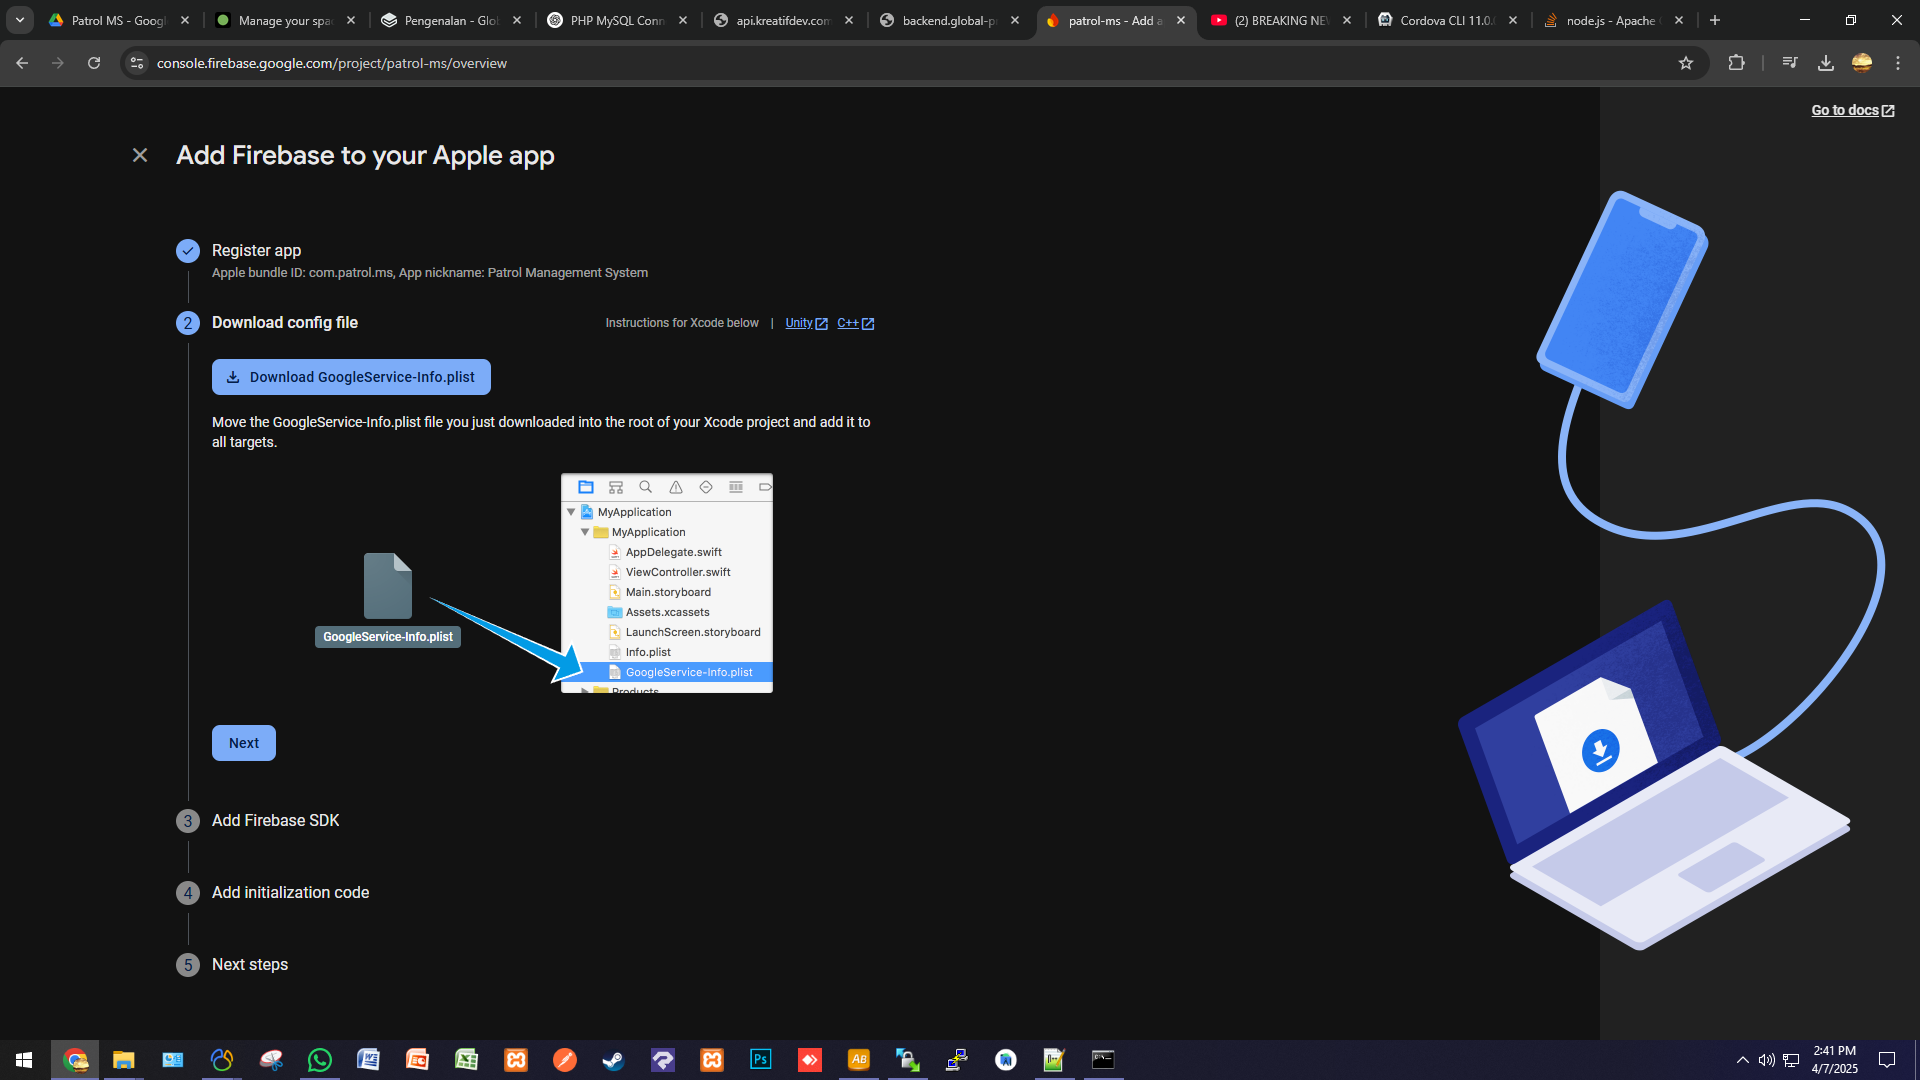 Patrol MS - Googl
Manage your spa
Pengenalan - Glo
PHP MySQL Conn
api.kreatifdev.com
backend.global-p
patrol-ms - Add a
(2) BREAKING NEV
Cordova CLI 11.0.
node.js - Apache
console.firebase.google.com/project/patrol-ms/overview
Go to docs
Add Firebase to your Apple app
Register app
Apple bundle ID: com.patrol.ms, App nickname: Patrol Management System
2 Download config file
Instructions for Xcode below | Unity C++
Download GoogleService-Info.plist
Move the GoogleService-Info.plist file you just downloaded into the root of your Xcode project and add it to
all targets.
MyApplication
MyApplication
AppDelegate.swift
ViewController.swift
Main.storyboard
Assets.xcassets
LaunchScreen.storyboard
Info.plist
GoogleService-Info.plist
Products
GoogleService-Info.plist
Next
3 Add Firebase SDK
4 Add initialization code
5 Next steps
Ps
AB
2:41 PM
4/7/2025